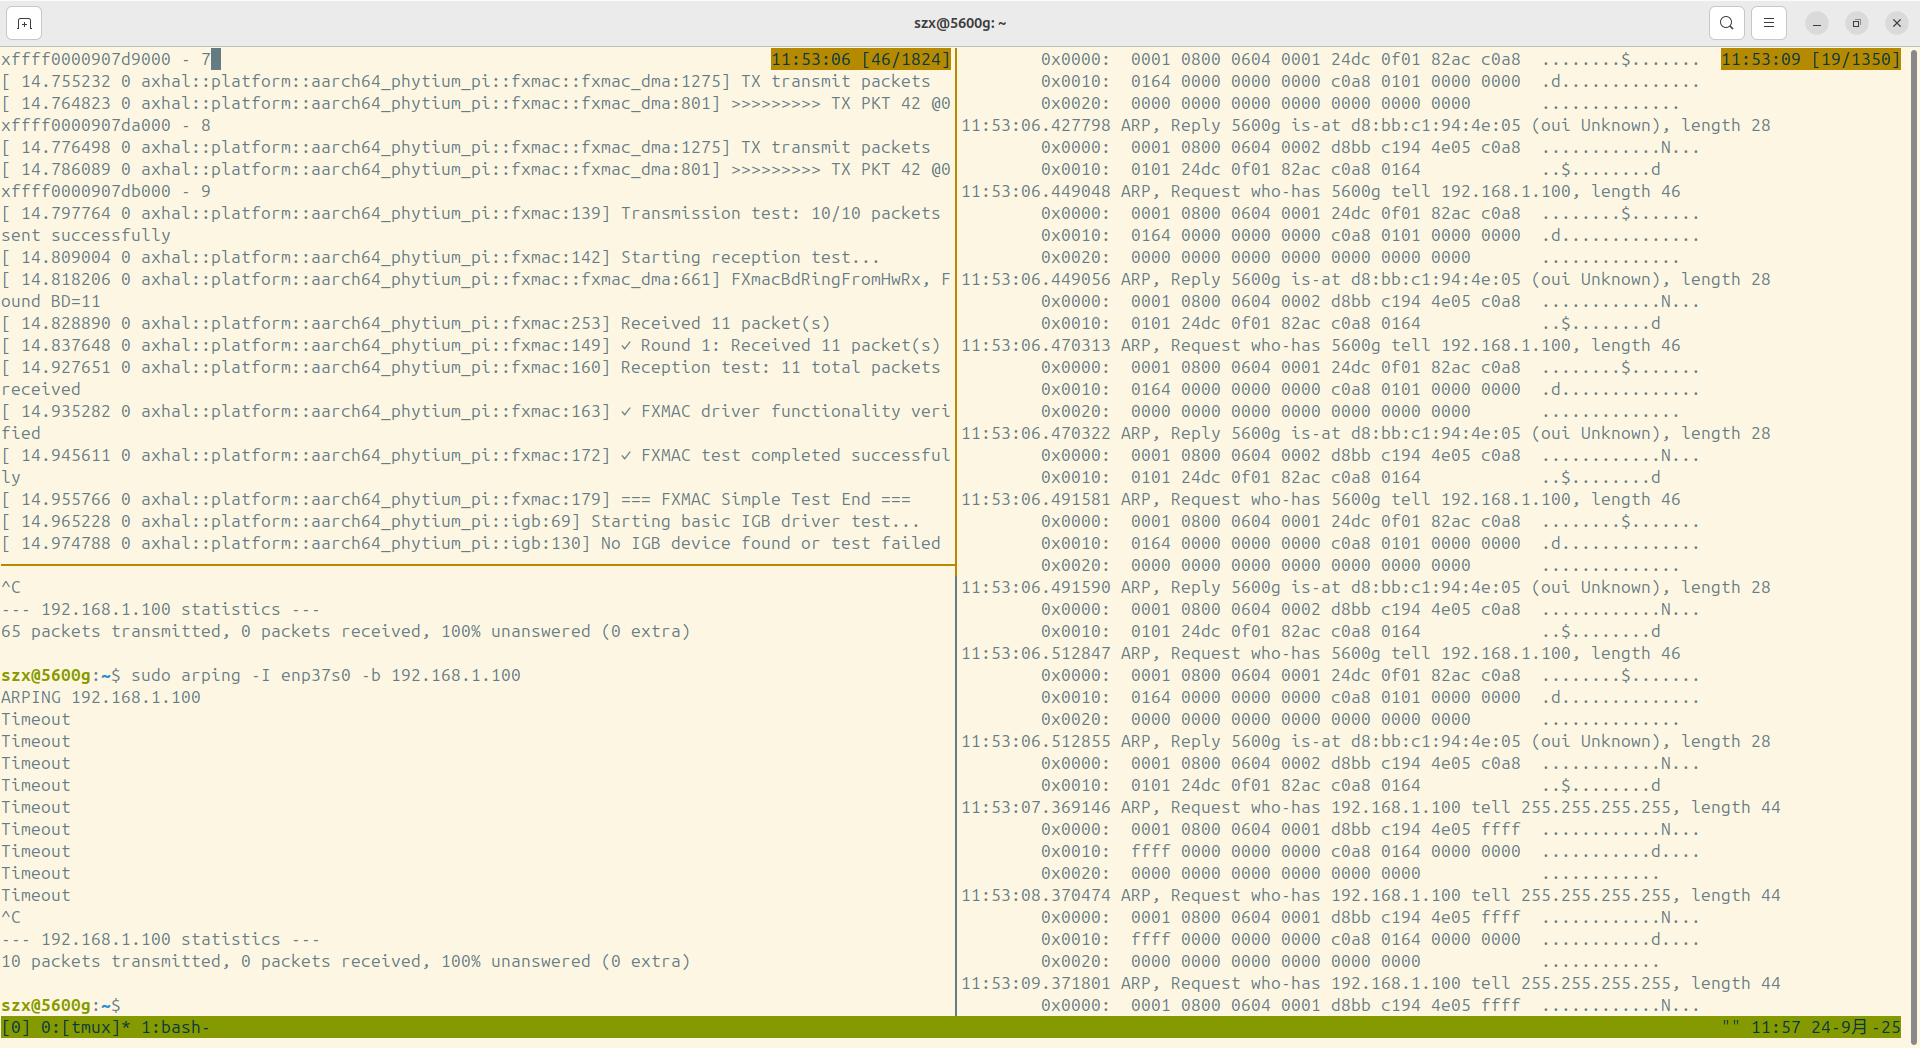 szx@5600g: ~
xffff0000907d9000 - 7 11:53:06 [46/1824]
[ 14.755232 0 axhal::platform::aarch64_phytium_pi::fxmac::fxmac_dma:1275] TX transmit packets
[ 14.764823 0 axhal::platform::aarch64_phytium_pi::fxmac::fxmac_dma:801] >>>>>>>>> TX PKT 42 @0
xffff0000907da000 - 8
[ 14.776498 0 axhal::platform::aarch64_phytium_pi::fxmac::fxmac_dma:1275] TX transmit packets
[ 14.786089 0 axhal::platform::aarch64_phytium_pi::fxmac::fxmac_dma:801] >>>>>>>>> TX PKT 42 @0
xffff0000907db000 - 9
[ 14.797764 0 axhal::platform::aarch64_phytium_pi::fxmac:139] Transmission test: 10/10 packets
sent successfully
[ 14.809004 0 axhal::platform::aarch64_phytium_pi::fxmac:142] Starting reception test...
[ 14.818206 0 axhal::platform::aarch64_phytium_pi::fxmac::fxmac_dma:661] FXmacBdRingFromHwRx, F
ound BD=11
[ 14.828890 0 axhal::platform::aarch64_phytium_pi::fxmac:253] Received 11 packet(s)
[ 14.837648 0 axhal::platform::aarch64_phytium_pi::fxmac:149] ✓ Round 1: Received 11 packet(s)
[ 14.927651 0 axhal::platform::aarch64_phytium_pi::fxmac:160] Reception test: 11 total packets
received
[ 14.935282 0 axhal::platform::aarch64_phytium_pi::fxmac:163] ✓ FXMAC driver functionality veri
fied
[ 14.945611 0 axhal::platform::aarch64_phytium_pi::fxmac:172] ✓ FXMAC test completed successful
ly
[ 14.955766 0 axhal::platform::aarch64_phytium_pi::fxmac:179] === FXMAC Simple Test End ===
[ 14.965228 0 axhal::platform::aarch64_phytium_pi::igb:69] Starting basic IGB driver test...
[ 14.974788 0 axhal::platform::aarch64_phytium_pi::igb:130] No IGB device found or test failed
^C
--- 192.168.1.100 statistics ---
65 packets transmitted, 0 packets received, 100% unanswered (0 extra)
szx@5600g:~$ sudo arping -I enp37s0 -b 192.168.1.100
ARPING 192.168.1.100
Timeout
Timeout
Timeout
Timeout
Timeout
Timeout
Timeout
Timeout
Timeout
^C
--- 192.168.1.100 statistics ---
10 packets transmitted, 0 packets received, 100% unanswered (0 extra)
szx@5600g:~$
0x0000: 0001 0800 0604 0001 24dc 0f01 82ac c0a8 ........$....... 11:53:09 [19/1350]
0x0010: 0164 0000 0000 0000 c0a8 0101 0000 0000 .d..............
0x0020: 0000 0000 0000 0000 0000 0000 0000 ..............
11:53:06.427798 ARP, Reply 5600g is-at d8:bb:c1:94:4e:05 (oui Unknown), length 28
0x0000: 0001 0800 0604 0002 d8bb c194 4e05 c0a8 ............N...
0x0010: 0101 24dc 0f01 82ac c0a8 0164 ..$........d
11:53:06.449048 ARP, Request who-has 5600g tell 192.168.1.100, length 46
0x0000: 0001 0800 0604 0001 24dc 0f01 82ac c0a8 ........$.......
0x0010: 0164 0000 0000 0000 c0a8 0101 0000 0000 .d..............
0x0020: 0000 0000 0000 0000 0000 0000 0000 ..............
11:53:06.449056 ARP, Reply 5600g is-at d8:bb:c1:94:4e:05 (oui Unknown), length 28
0x0000: 0001 0800 0604 0002 d8bb c194 4e05 c0a8 ............N...
0x0010: 0101 24dc 0f01 82ac c0a8 0164 ..$........d
11:53:06.470313 ARP, Request who-has 5600g tell 192.168.1.100, length 46
0x0000: 0001 0800 0604 0001 24dc 0f01 82ac c0a8 ........$.......
0x0010: 0164 0000 0000 0000 c0a8 0101 0000 0000 .d..............
0x0020: 0000 0000 0000 0000 0000 0000 0000 ..............
11:53:06.470322 ARP, Reply 5600g is-at d8:bb:c1:94:4e:05 (oui Unknown), length 28
0x0000: 0001 0800 0604 0002 d8bb c194 4e05 c0a8 ............N...
0x0010: 0101 24dc 0f01 82ac c0a8 0164 ..$........d
11:53:06.491581 ARP, Request who-has 5600g tell 192.168.1.100, length 46
0x0000: 0001 0800 0604 0001 24dc 0f01 82ac c0a8 ........$.......
0x0010: 0164 0000 0000 0000 c0a8 0101 0000 0000 .d..............
0x0020: 0000 0000 0000 0000 0000 0000 0000 ..............
11:53:06.491590 ARP, Reply 5600g is-at d8:bb:c1:94:4e:05 (oui Unknown), length 28
0x0000: 0001 0800 0604 0002 d8bb c194 4e05 c0a8 ............N...
0x0010: 0101 24dc 0f01 82ac c0a8 0164 ..$........d
11:53:06.512847 ARP, Request who-has 5600g tell 192.168.1.100, length 46
0x0000: 0001 0800 0604 0001 24dc 0f01 82ac c0a8 ........$.......
0x0010: 0164 0000 0000 0000 c0a8 0101 0000 0000 .d..............
0x0020: 0000 0000 0000 0000 0000 0000 0000 ..............
11:53:06.512855 ARP, Reply 5600g is-at d8:bb:c1:94:4e:05 (oui Unknown), length 28
0x0000: 0001 0800 0604 0002 d8bb c194 4e05 c0a8 ............N...
0x0010: 0101 24dc 0f01 82ac c0a8 0164 ..$........d
11:53:07.369146 ARP, Request who-has 192.168.1.100 tell 255.255.255.255, length 44
0x0000: 0001 0800 0604 0001 d8bb c194 4e05 ffff ............N...
0x0010: ffff 0000 0000 0000 c0a8 0164 0000 0000 ...........d....
0x0020: 0000 0000 0000 0000 0000 0000 ............
11:53:08.370474 ARP, Request who-has 192.168.1.100 tell 255.255.255.255, length 44
0x0000: 0001 0800 0604 0001 d8bb c194 4e05 ffff ............N...
0x0010: ffff 0000 0000 0000 c0a8 0164 0000 0000 ...........d....
0x0020: 0000 0000 0000 0000 0000 0000 ............
11:53:09.371801 ARP, Request who-has 192.168.1.100 tell 255.255.255.255, length 44
0x0000: 0001 0800 0604 0001 d8bb c194 4e05 ffff ............N...
[0] 0:[tmux]* 1:bash- "" 11:57 24-9月-25